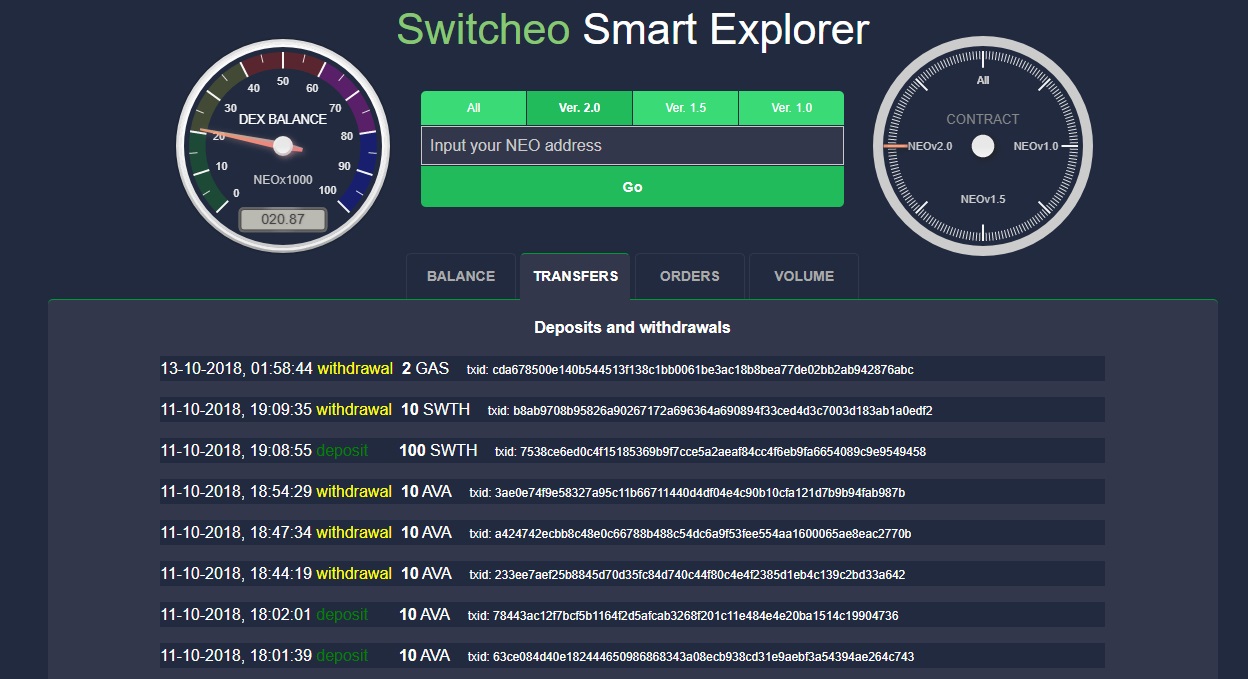 Switcheo Smart Explorer
0 10 20 30 40 50 60 70 80 90 100
DEX BALANCE
NEOx1000
020.87
All Ver. 2.0 Ver. 1.5 Ver. 1.0
Input your NEO address
Go
All
CONTRACT
NEOv2.0 NEOv1.0
NEOv1.5
BALANCE TRANSFERS ORDERS VOLUME
Deposits and withdrawals
13-10-2018, 01:58:44 withdrawal 2 GAS txid: cda678500e140b544513f138c1bb0061be3ac18b8bea77de02bb2ab942876abc
11-10-2018, 19:09:35 withdrawal 10 SWTH txid: b8ab9708b95826a90267172a696364a690894f33ced4d3c7003d183ab1a0edf2
11-10-2018, 19:08:55 deposit 100 SWTH txid: 7538ce6ed0c4f15185369b9f7cce5a2aeaf84cc4f6eb9fa6654089c9e9549458
11-10-2018, 18:54:29 withdrawal 10 AVA txid: 3ae0e74f9e58327a95c11b66711440d4df04e4c90b10cfa121d7b9b94fab987b
11-10-2018, 18:47:34 withdrawal 10 AVA txid: a424742ecbb8c48e0c66788b488c54dc6a9f53fee554aa1600065ae8eac2770b
11-10-2018, 18:44:19 withdrawal 10 AVA txid: 233ee7aef25b8845d70d35fc84d740c44f80c4e4f2385d1eb4c139c2bd33a642
11-10-2018, 18:02:01 deposit 10 AVA txid: 78443ac12f7bcf5b1164f2d5afcab3268f201c11e484e4e20ba1514c19904736
11-10-2018, 18:01:39 deposit 10 AVA txid: 63ce084d40e182444650986868343a08ecb938cd31e9aebf3a54394ae264c743